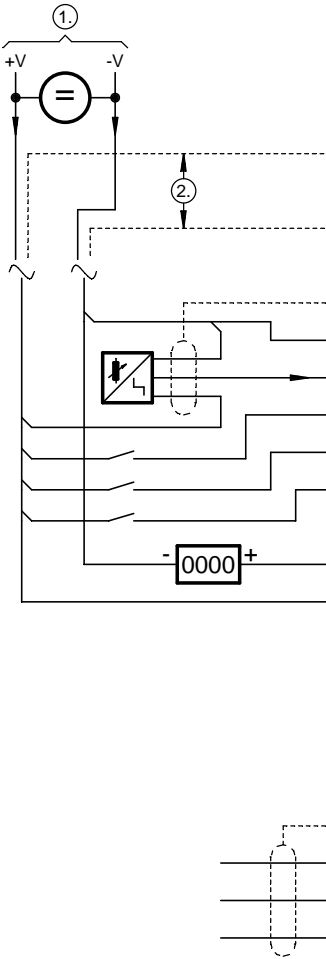 1.
+V -V
=
2.
- 0000 +